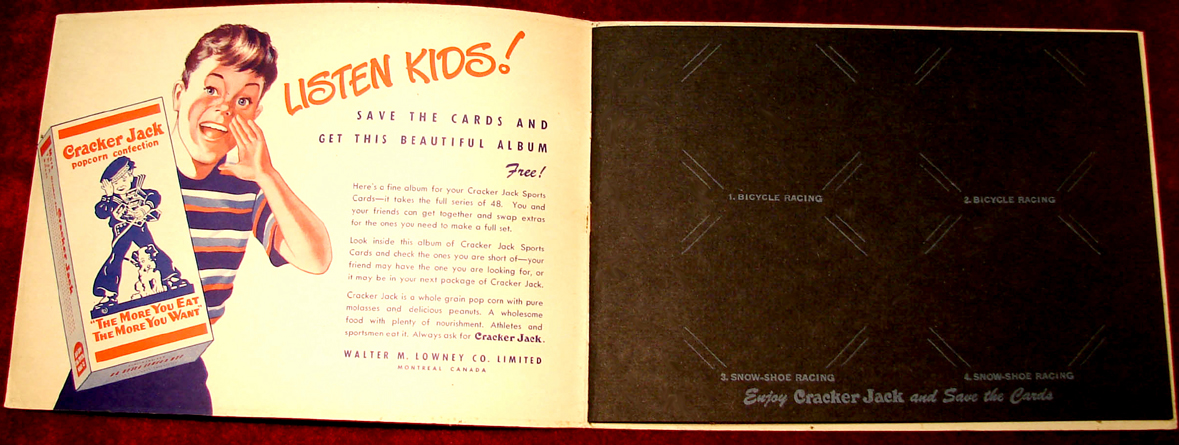 LISTEN KIDS!
SAVE THE CARDS AND
GET THIS BEAUTIFUL ALBUM
Free!
Here's a fine album for your Cracker Jack Sports
Cards—it takes the full series of 48. You and
your friends can get together and swap extras
for the ones you need to make a full set.
Look inside this album of Cracker Jack Sports
Cards and check the ones you are short of—your
friend may have the one you are looking for, or
it may be in your next package of Cracker Jack.
Cracker Jack is a whole grain pop corn with pure
molasses and delicious peanuts. A wholesome
food with plenty of nourishment. Athletes and
sportsmen eat it. Always ask for Cracker Jack.
WALTER M. LOWNEY CO. LIMITED
MONTREAL CANADA
Cracker Jack
popcorn confection
"THE MORE YOU EAT
THE MORE YOU WANT"
Cracker Jack
1. BICYCLE RACING
2. BICYCLE RACING
3. SNOW-SHOE RACING
4. SNOW-SHOE RACING
Enjoy Cracker Jack and Save the Cards